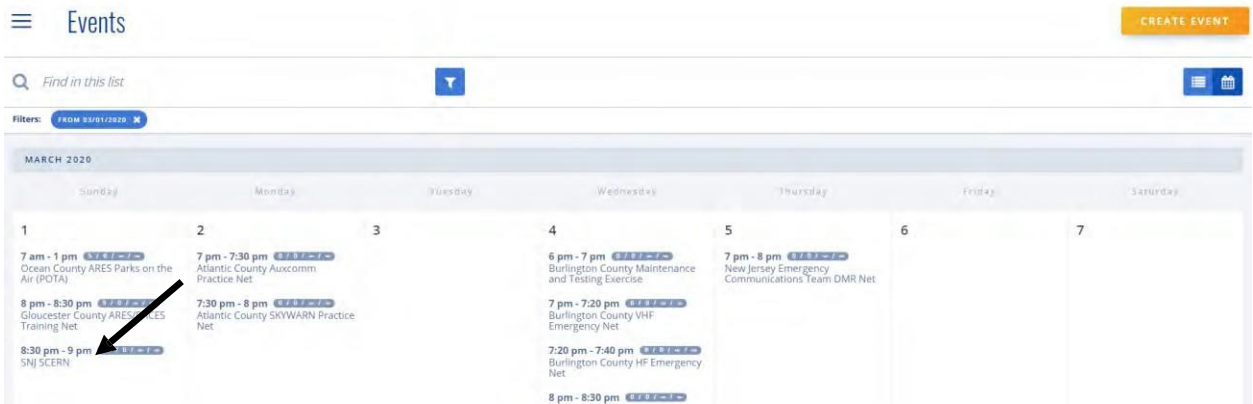 Events
CREATE EVENT
Find in this list
Filters: FROM 03/01/2020
MARCH 2020
Sunday Monday Tuesday Wednesday Thursday Friday Saturday
1 2 3 4 5 6 7
7 am - 1 pm
Ocean County ARES Parks on the
Air (POTA)
8 pm - 8:30 pm
Gloucester County
Training Net
8:30 pm - 9 pm
SNJ SCERN
7 pm - 7:30 pm
Atlantic County Auxcomm
Practice Net
7:30 pm - 8 pm
Atlantic County SKYWARN Practice
Net
6 pm - 7 pm
Burlington County Maintenance
and Testing Exercise
7 pm - 7:20 pm
Burlington County VHF
Emergency Net
7:20 pm - 7:40 pm
Burlington County HF Emergency
Net
8 pm - 8:30 pm
7 pm - 8 pm
New Jersey Emergency
Communications Team DMR Net